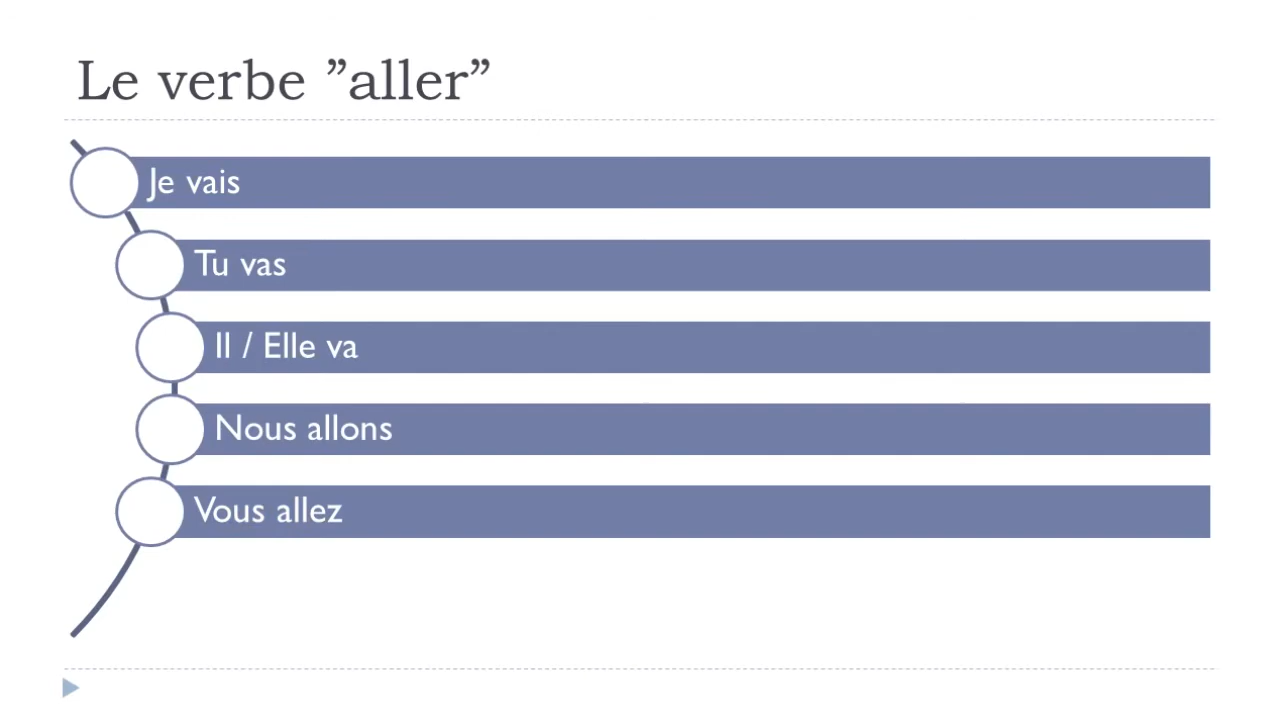 Le verbe ”aller”
Je vais
Tu vas
Il / Elle va
Nous allons
Vous allez